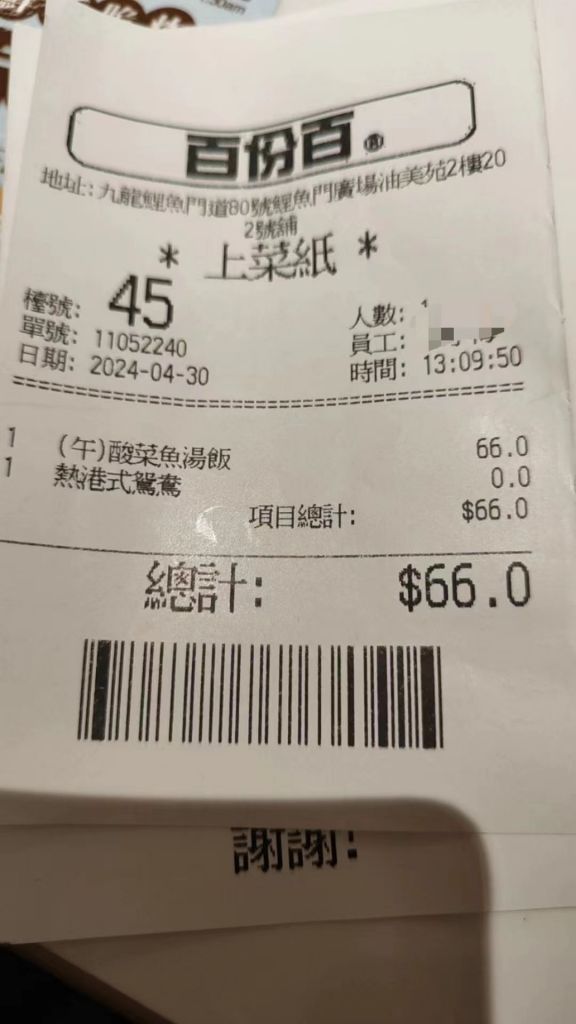 百份百®
地址:九龍鯉魚門道80號鯉魚門廣場油美苑2樓20
2號舖
* 上菜紙 *
檯號: 45
人數:
單號: 11052240
員工:
日期: 2024-04-30
時間: 13:09:50
1 (午)酸菜魚湯飯 66.0
1 熱港式鴛鴦 0.0
項目總計: $66.0
總計: $66.0
謝謝!